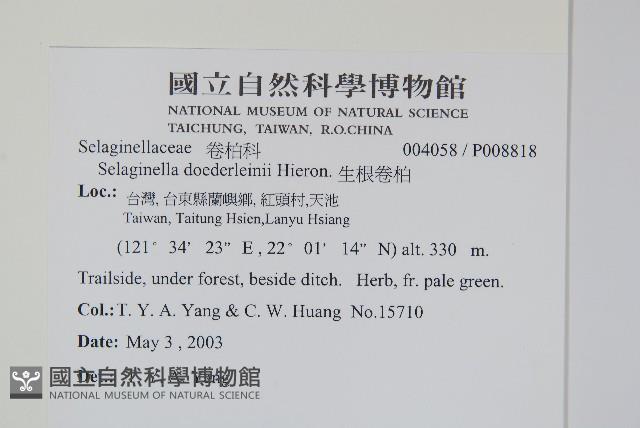 國立自然科學博物館
NATIONAL MUSEUM OF NATURAL SCIENCE
TAICHUNG, TAIWAN, R.O.CHINA
Selaginellaceae 卷柏科 004058 / P008818
Selaginella doederleinii Hieron. 生根卷柏
Loc.: 台灣, 台東縣蘭嶼鄉, 紅頭村,天池
Taiwan, Taitung Hsien,Lanyu Hsiang
(121° 34' 23" E , 22° 01' 14" N) alt. 330 m.
Trailside, under forest, beside ditch. Herb, fr. pale green.
Col.: T. Y. A. Yang & C. W. Huang No.15710
Date: May 3 , 2003
國立自然科學博物館
NATIONAL MUSEUM OF NATURAL SCIENCE